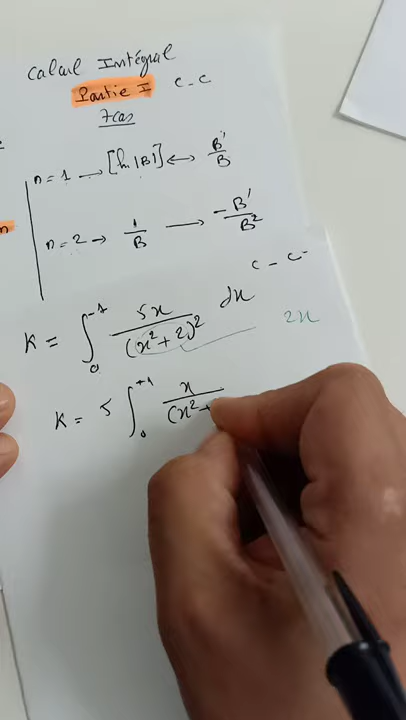 Calcul Intégral
Partie I c-c
7cas
n = 1 → [ln|B|] ↔ B'/B
n = 2 → 1/B → -B'/B²
c - c-
K = ∫₀⁻¹ 5x/(x²+2)² dx 2x
K = 5 ∫₀⁺¹ x/(x²+